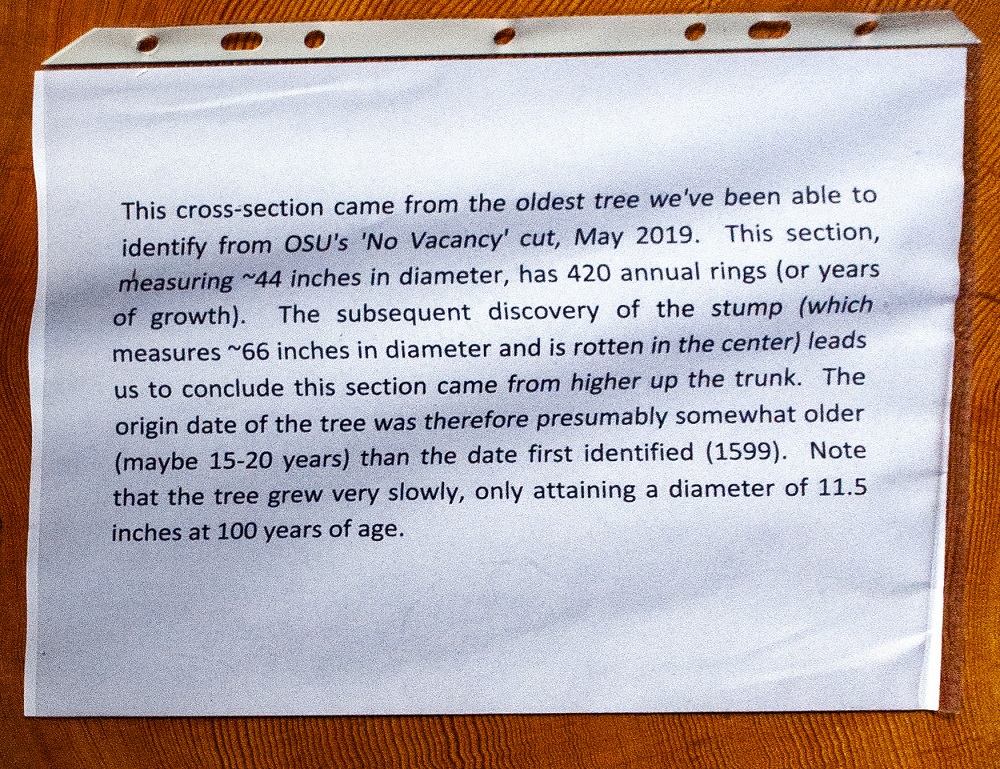 This cross-section came from the oldest tree we've been able to
identify from OSU's 'No Vacancy' cut, May 2019. This section,
measuring ~44 inches in diameter, has 420 annual rings (or years
of growth). The subsequent discovery of the stump (which
measures ~66 inches in diameter and is rotten in the center) leads
us to conclude this section came from higher up the trunk. The
origin date of the tree was therefore presumably somewhat older
(maybe 15-20 years) than the date first identified (1599). Note
that the tree grew very slowly, only attaining a diameter of 11.5
inches at 100 years of age.